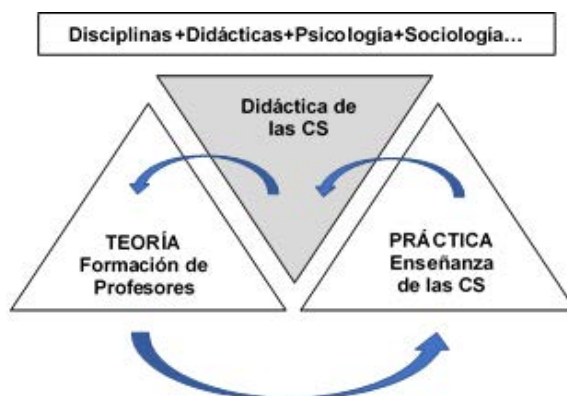 Disciplinas+Didácticas+Psicología+Sociología...
Didáctica de
las CS
TEORÍA
Formación de
Profesores
PRÁCTICA
Enseñanza
de las CS